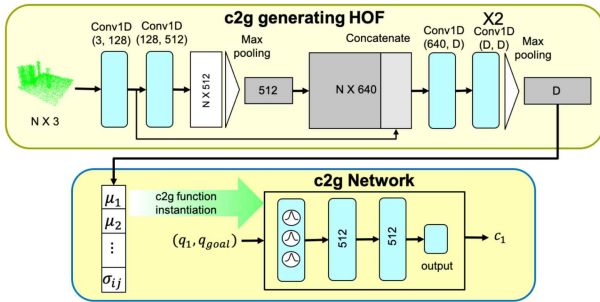 c2g generating HOF
Conv1D
(3, 128)
Conv1D
(128, 512)
Max
pooling
Concatenate
Conv1D
(640, D)
X2
Conv1D
(D, D)
Max
pooling
N X 3
N X 512
512
N X 640
D
c2g Network
μ₁
μ₂
⋮
σᵢⱼ
c2g function
instantiation
(q₁, q_goal)
512
512
output
c₁